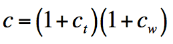 c = (1 + c_t)(1 + c_w)